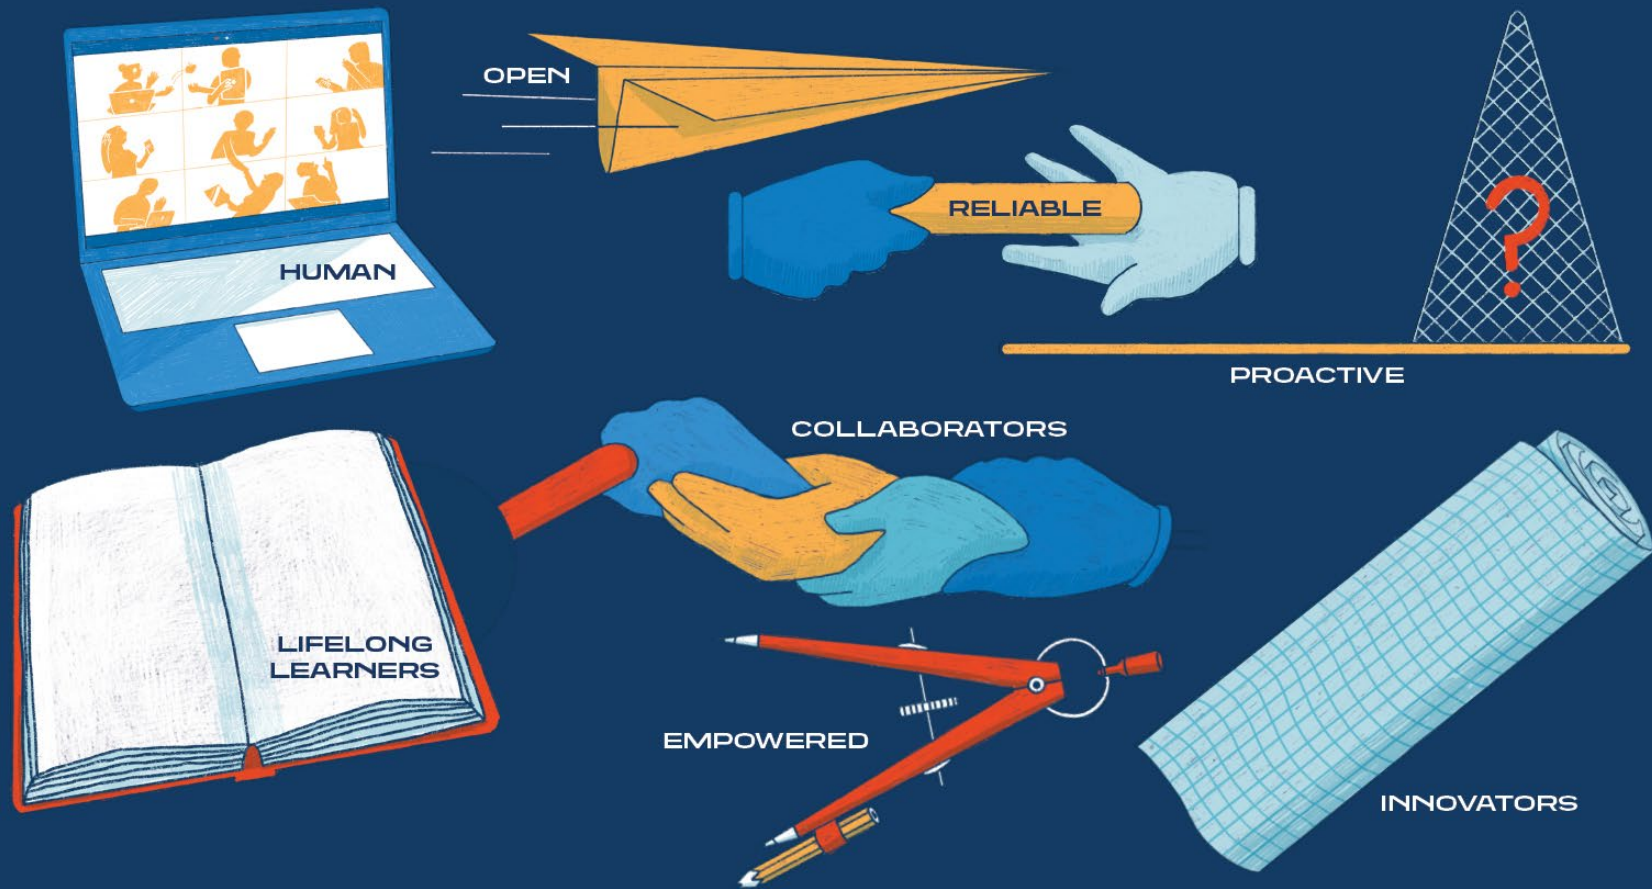 OPEN
RELIABLE
HUMAN
?
PROACTIVE
COLLABORATORS
LIFELONG
LEARNERS
EMPOWERED
INNOVATORS